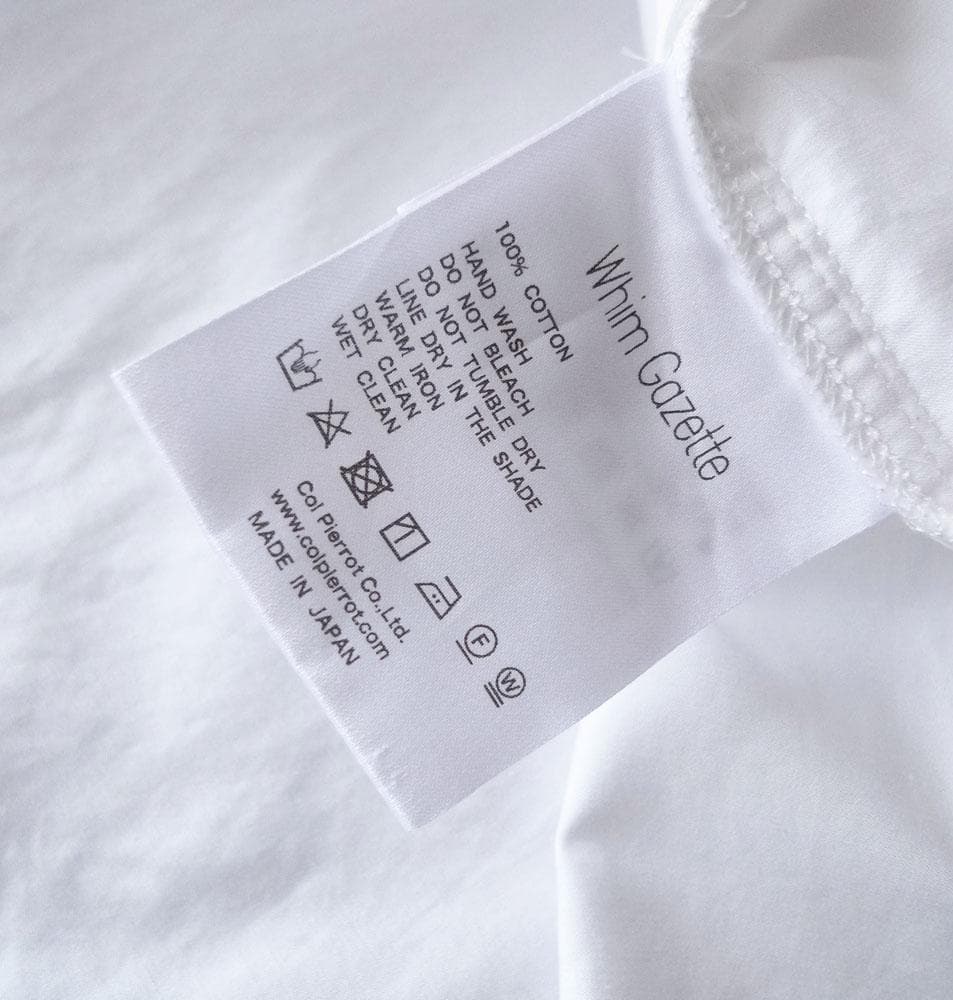 Whim Gazette
100% COTTON
HAND WASH
DO NOT BLEACH
DO NOT TUMBLE DRY
LINE DRY IN THE SHADE
WARM IRON
DRY CLEAN
WET CLEAN
F
W
Col Pierrot Co.,Ltd.
www.colpierrot.com
MADE IN JAPAN